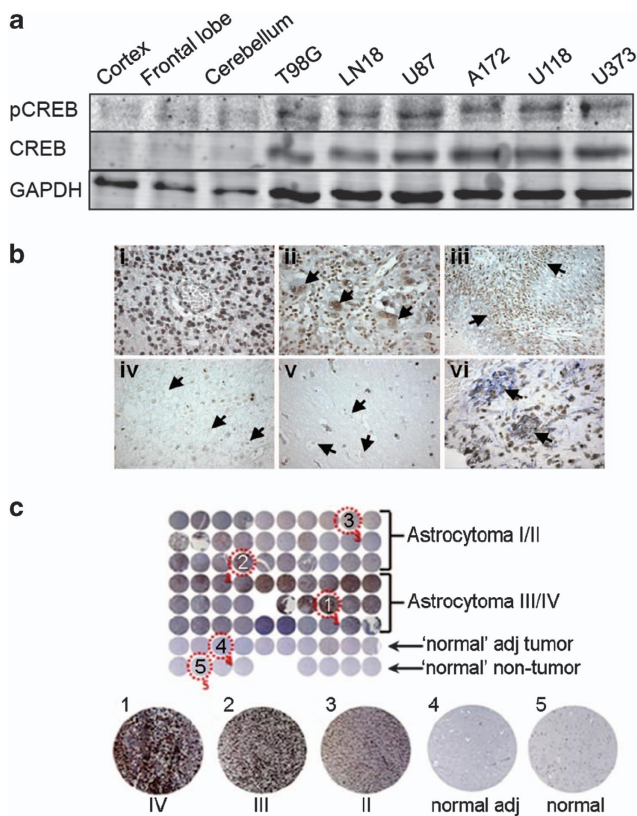 a
Cortex Frontal lobe Cerebellum T98G LN18 U87 A172 U118 U373
pCREB
CREB
GAPDH
b
i ii iii
iv v vi
c
3
Astrocytoma I/II
2
1
Astrocytoma III/IV
4
'normal' adj tumor
5
'normal' non-tumor
1 2 3 4 5
IV III II normal adj normal